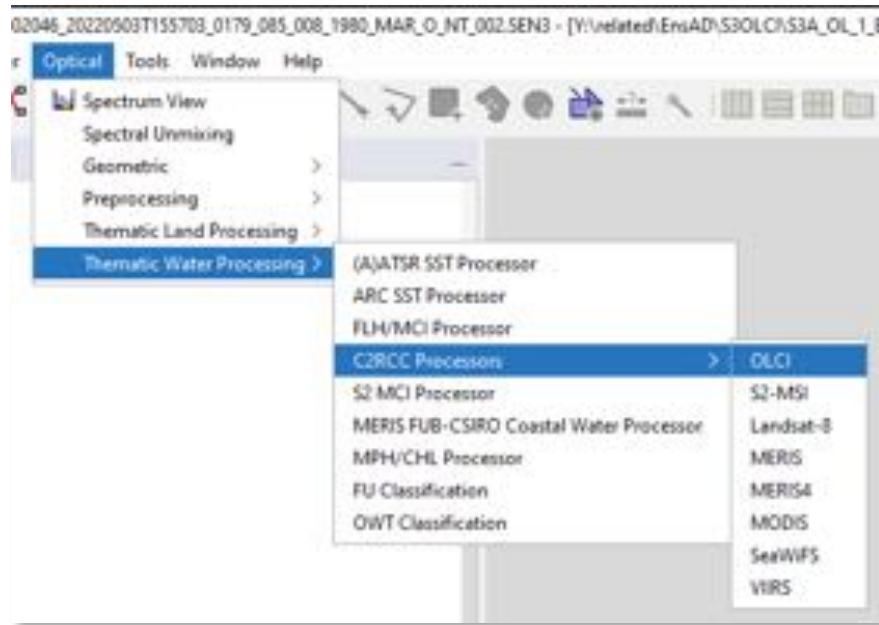 02046_20220503T155703_0179_085_008_1980_MAR_O_NT_002.SEN3 - [Y:\related\EnsAD\S3OLCI\S3A_OL_1_E
r Optical Tools Window Help
Spectrum View
Spectral Unmixing
Geometric
Preprocessing
Thematic Land Processing
Thematic Water Processing
(A)ATSR SST Processor
ARC SST Processor
FLH/MCI Processor
C2RCC Processors
S2 MCI Processor
MERIS FUB-CSIRO Coastal Water Processor
MPH/CHL Processor
FU Classification
OWT Classification
OLCI
S2-MSI
Landsat-8
MERIS
MERIS4
MODIS
SeaWiFS
VIIRS